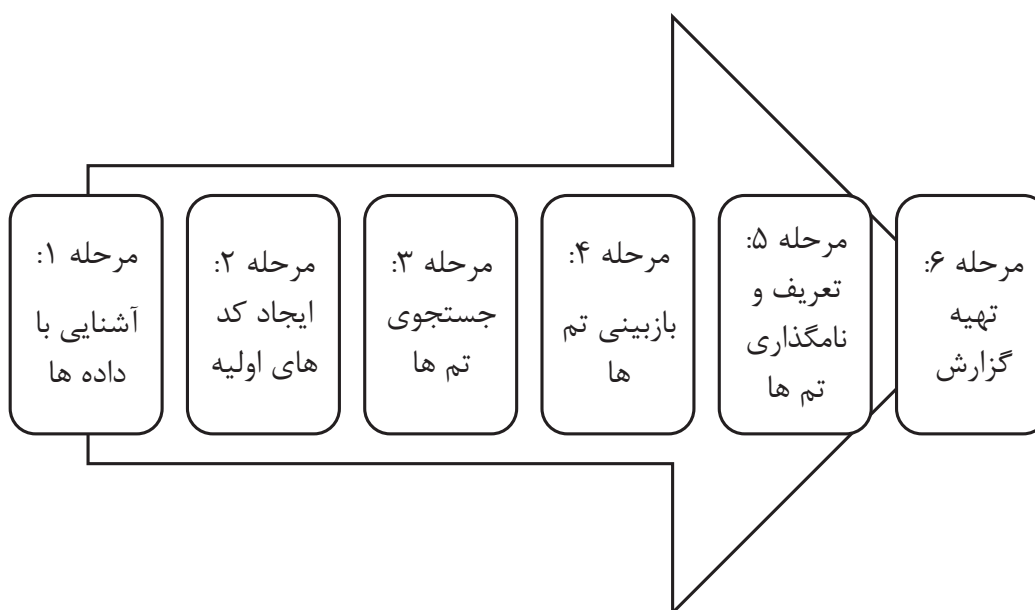 مرحله ۱:
آشنایی با
داده ها
مرحله ۲:
ایجاد کد
های اولیه
مرحله ۳:
جستجوی
تم ها
مرحله ۴:
بازبینی تم
ها
مرحله ۵:
تعریف و
نامگذاری
تم ها
مرحله ۶:
تهیه
گزارش